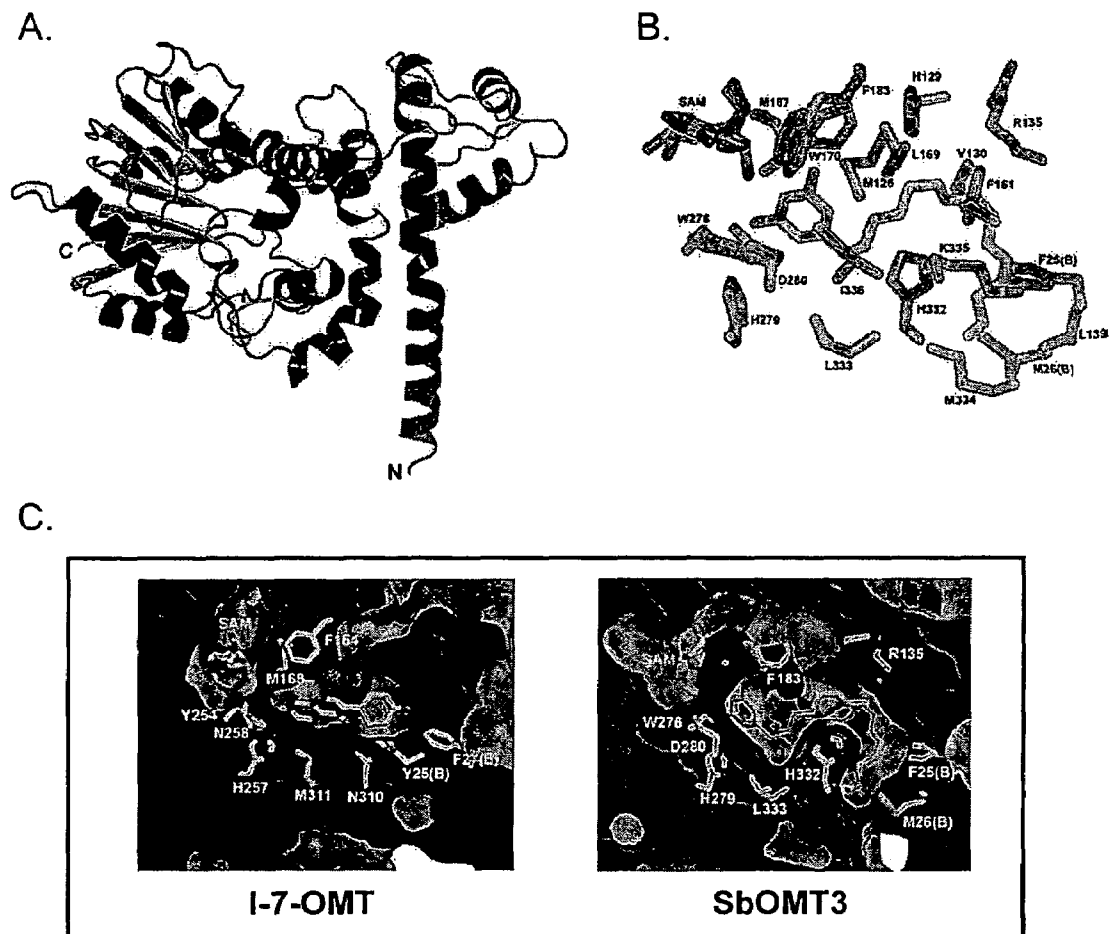 A.
B.
C
N
SAM
M167
F183
H129
R135
W170
L169
V130
M126
F161
W276
K335
F25(B)
D280
I336
H332
H279
L139
L333
M26(B)
M334
C.
SAM
F164
M168
Y254
N258
F27(B)
Y25(B)
H257
M311
N310
I-7-OMT
SAM
R135
F183
W276
D280
H332
F25(B)
H279
L333
M26(B)
SbOMT3